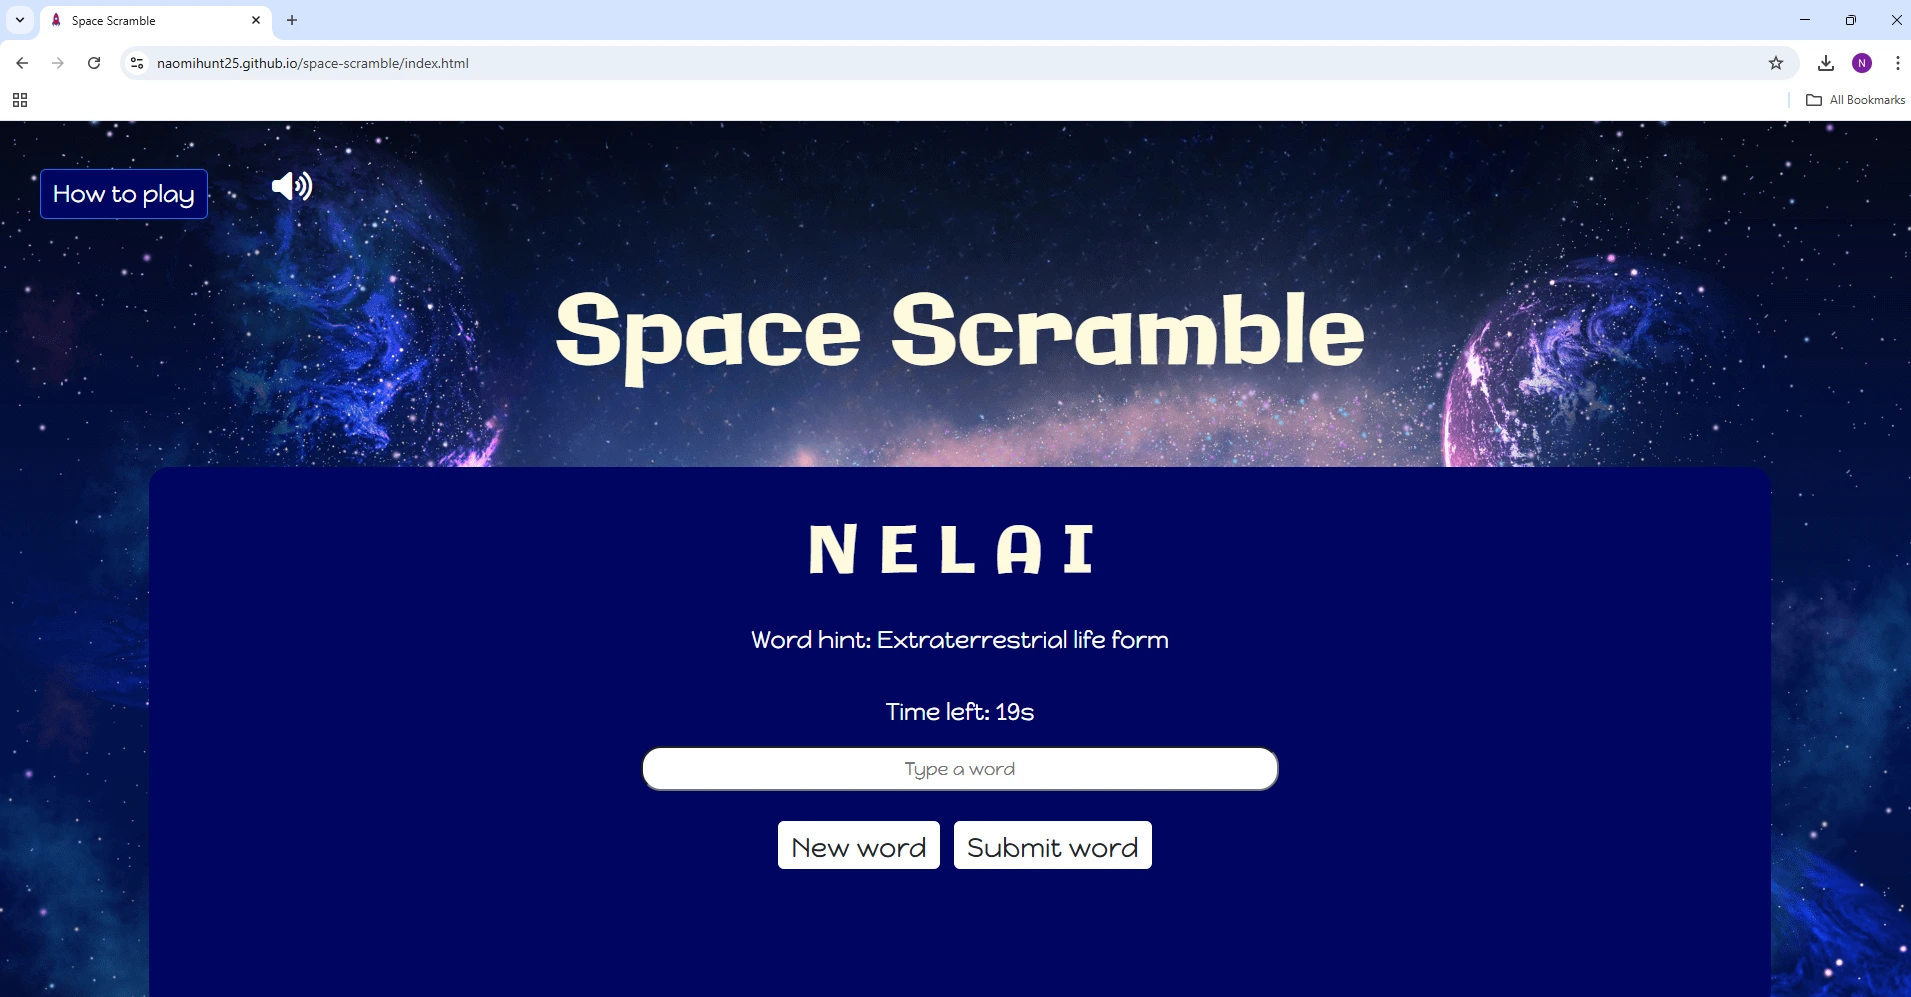 Space Scramble
naomihunt25.github.io/space-scramble/index.html
N
All Bookmarks
How to play
Space Scramble
N E L A I
Word hint: Extraterrestrial life form
Time left: 19s
Type a word
New word Submit word